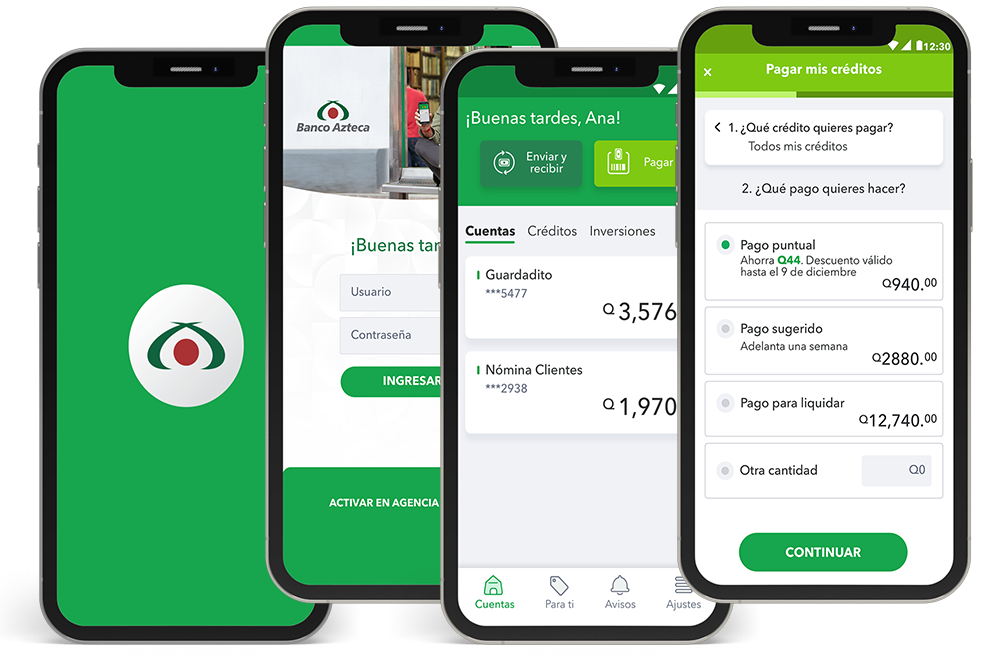 Banco Azteca
¡Buenas tar
Usuario
Contraseña
INGRESAR
ACTIVAR EN AGENCIA
¡Buenas tardes, Ana!
Enviar y
recibir
Pagar
Cuentas Créditos Inversiones
Guardadito
***5477
Q 3,576
Nómina Clientes
***2938
Q 1,970
Cuentas Para ti Avisos Ajustes
12:30
× Pagar mis créditos
1. ¿Qué crédito quieres pagar?
Todos mis créditos
2. ¿Qué pago quieres hacer?
Pago puntual
Ahorra Q44. Descuento válido
hasta el 9 de diciembre
Q940.00
Pago sugerido
Adelanta una semana
Q2880.00
Pago para liquidar
Q12,740.00
Otra cantidad Q0
CONTINUAR